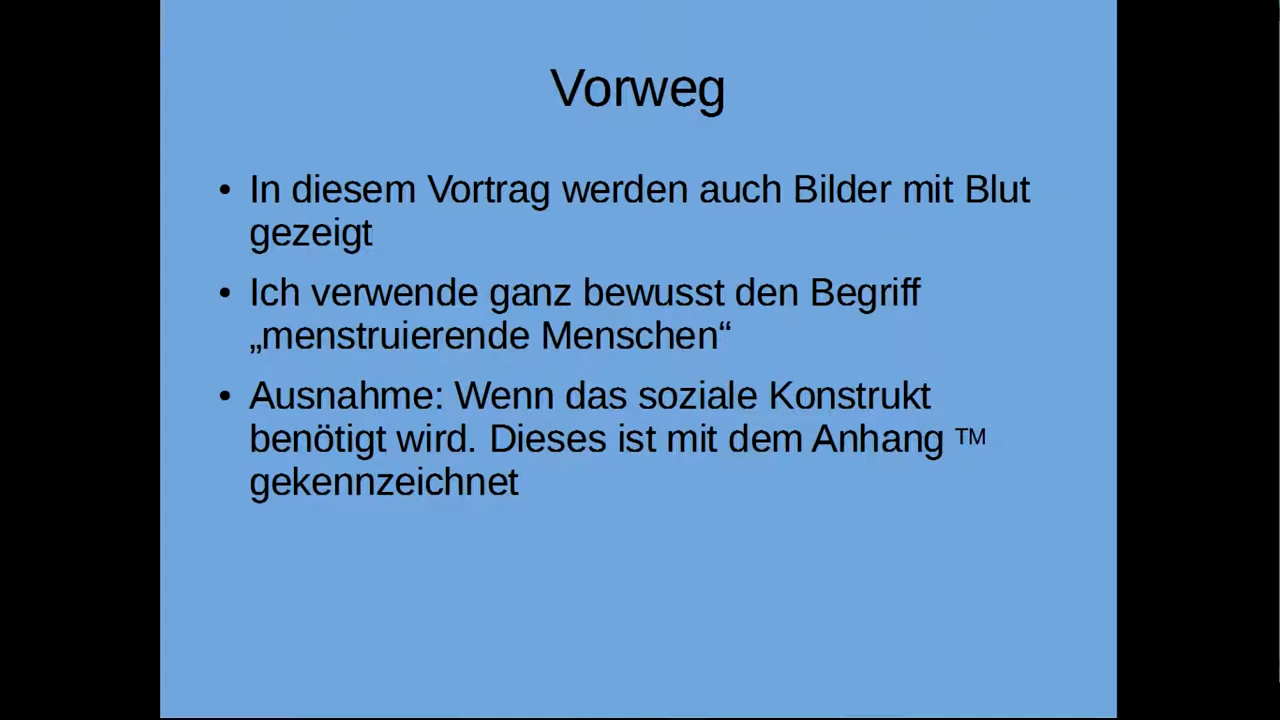 Vorweg
• In diesem Vortrag werden auch Bilder mit Blut
gezeigt
• Ich verwende ganz bewusst den Begriff
„menstruierende Menschen“
• Ausnahme: Wenn das soziale Konstrukt
benötigt wird. Dieses ist mit dem Anhang ™
gekennzeichnet